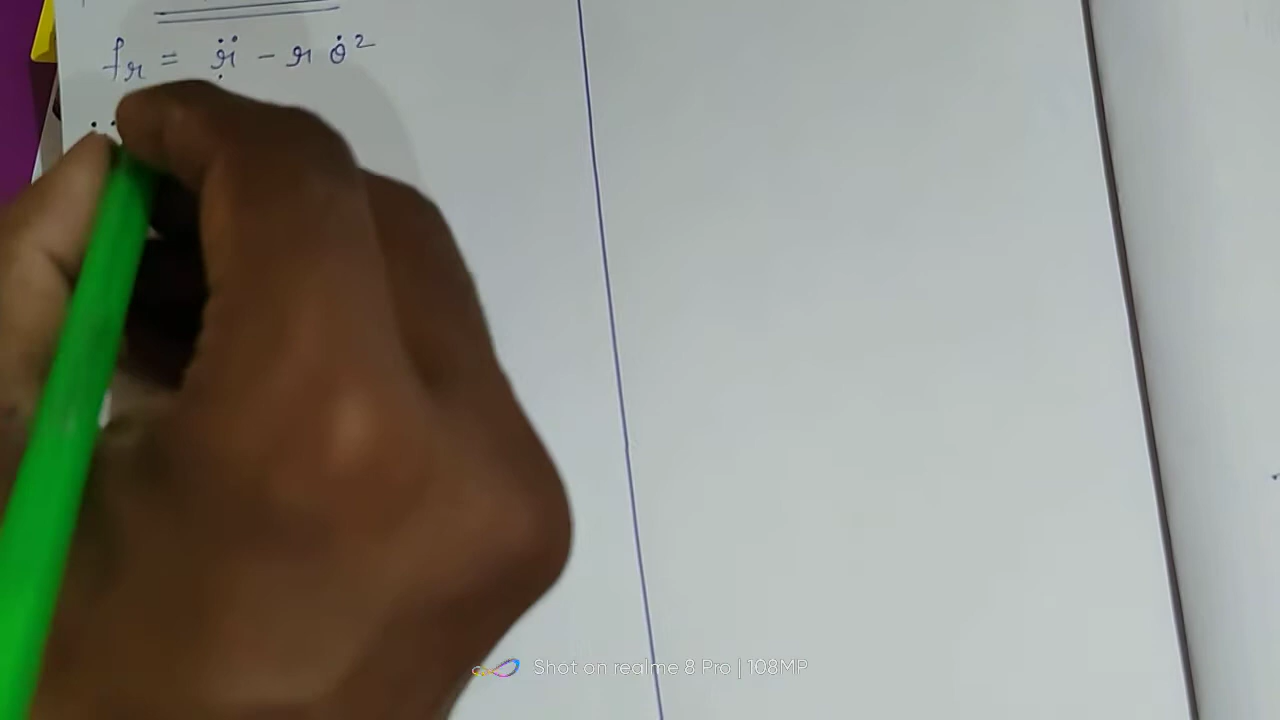 fᵣ = r̈ - r θ̇²
Shot on realme 8 Pro | 108MP